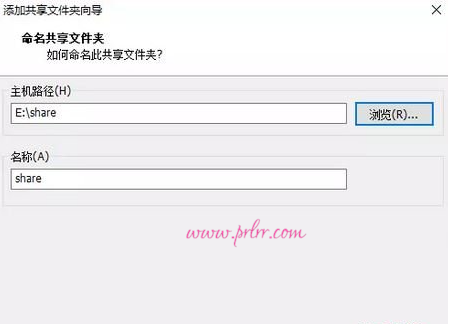 添加共享文件夹向导
命名共享文件夹
如何命名此共享文件夹?
主机路径(H)
E:\share
浏览(R)...
名称(A)
share
www.prlrr.com